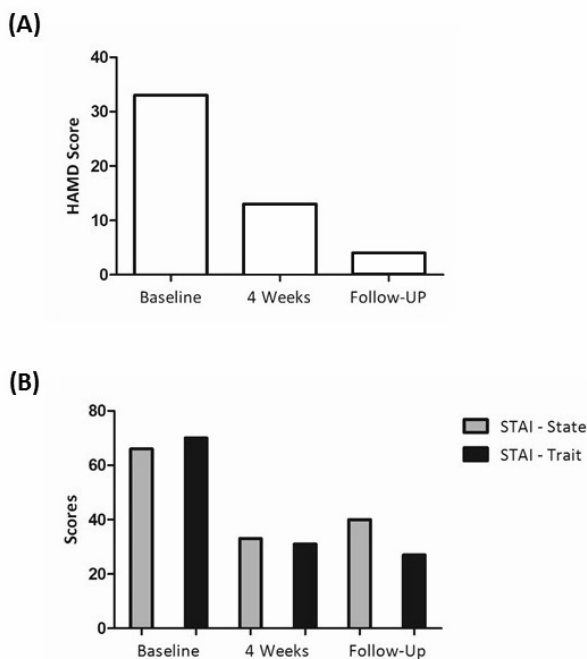 (A)
40
30
20
10
0
HAMD Score
Baseline 4 Weeks Follow-UP
(B)
80
60
40
20
0
Scores
Baseline 4 Weeks Follow-Up
STAI - State
STAI - Trait